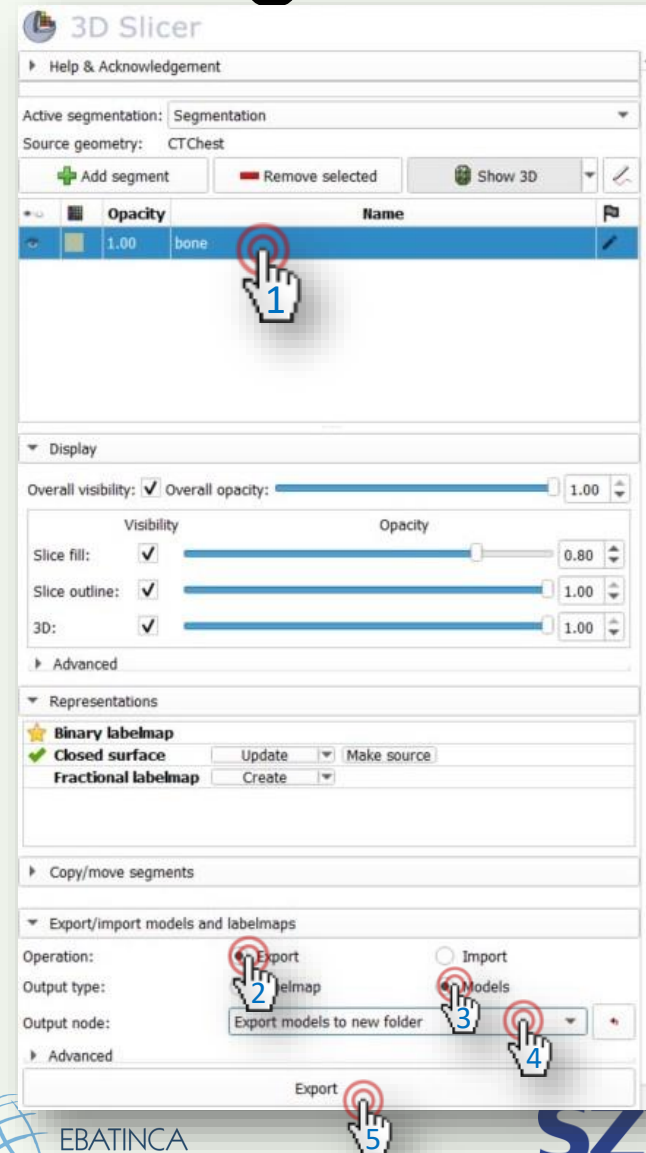 3D Slicer
Help & Acknowledgement
Active segmentation: Segmentation
Source geometry: CTChest
Add segment Remove selected Show 3D
Opacity Name
1.00 bone
1
Display
Overall visibility: Overall opacity: 1.00
Visibility Opacity
Slice fill: 0.80
Slice outline: 1.00
3D: 1.00
Advanced
Representations
Binary labelmap
Closed surface Update Make source
Fractional labelmap Create
Copy/move segments
Export/import models and labelmaps
Operation: Export Import
Output type: Models
2
3
Output node: Export models to new folder
4
Advanced
Export
5
EBATINCA